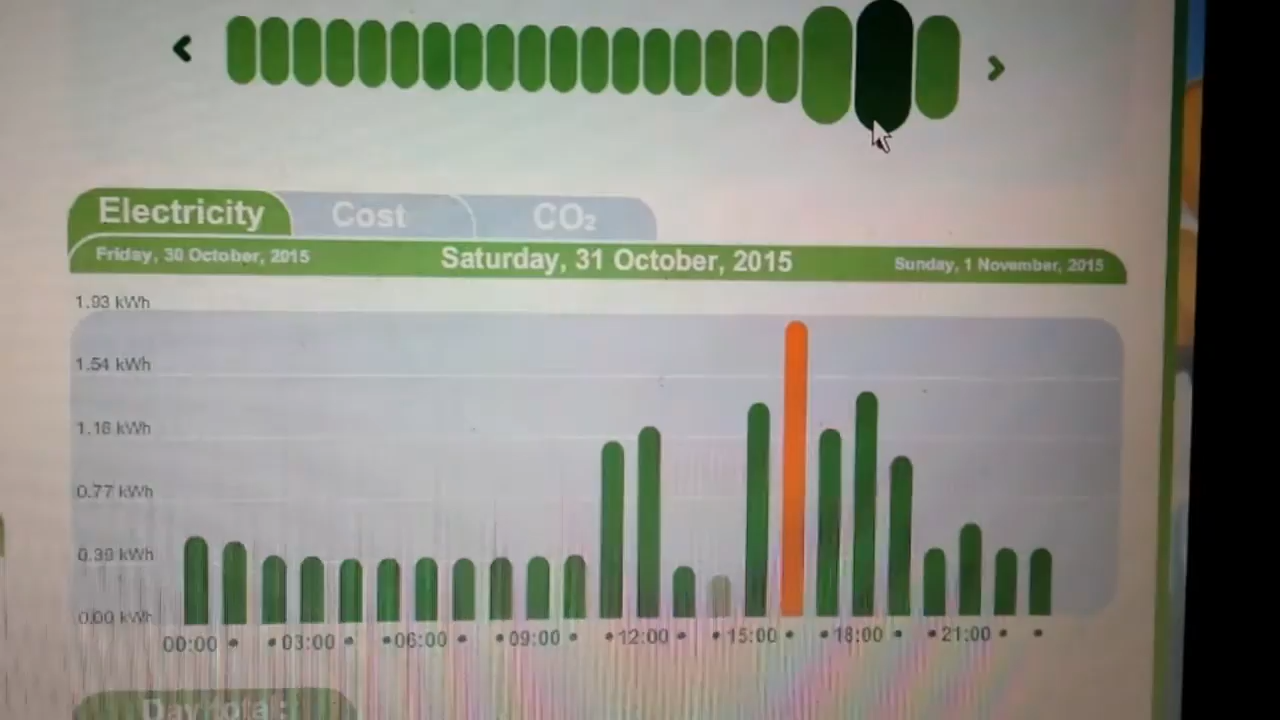 Electricity Cost CO₂
Friday, 30 October, 2015 Saturday, 31 October, 2015 Sunday, 1 November, 2015
1.93 kWh
1.54 kWh
1.16 kWh
0.77 kWh
0.39 kWh
0.00 kWh
00:00 • • 03:00 • • 06:00 • • 09:00 • • 12:00 • • 15:00 • • 18:00 • • 21:00 • •
Day total: